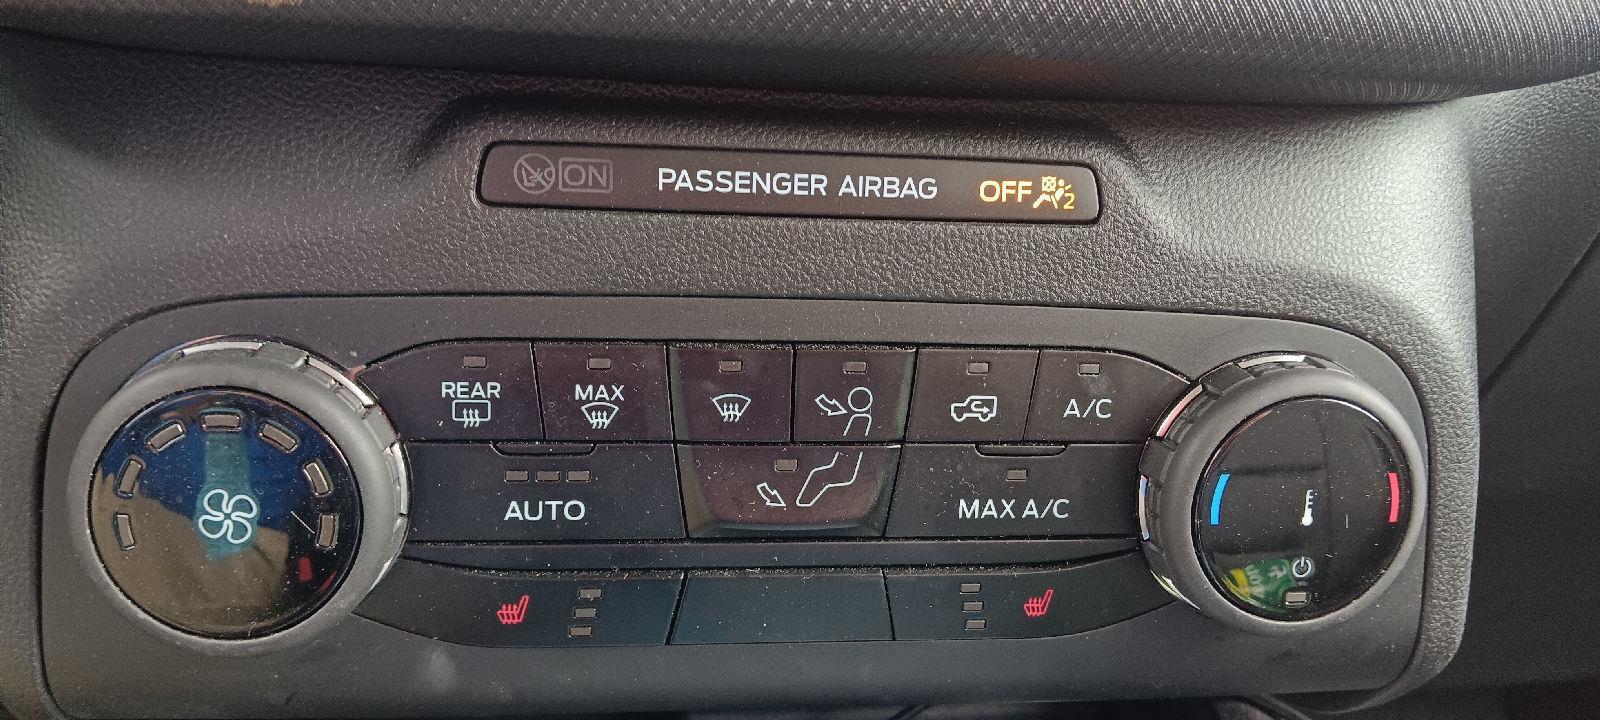 ON PASSENGER AIRBAG OFF 2
REAR MAX A/C
AUTO MAX A/C